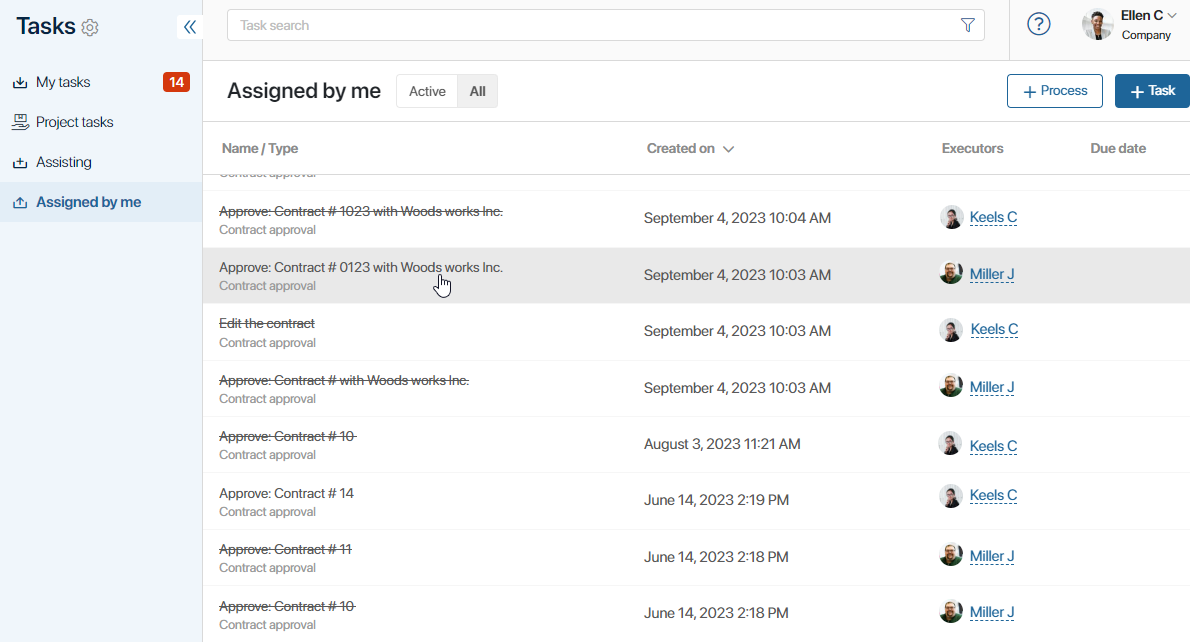 Tasks
Task search
?
Ellen C
Company
My tasks
14
Project tasks
Assisting
Assigned by me
Assigned by me
Active
All
+ Process
+ Task
Name / Type
Created on
Executors
Due date
Contract approval
Approve: Contract # 1023 with Woods works Inc.
Contract approval
September 4, 2023 10:04 AM
Keels C
Approve: Contract # 0123 with Woods works Inc.
Contract approval
September 4, 2023 10:03 AM
Miller J
Edit the contract
Contract approval
September 4, 2023 10:03 AM
Keels C
Approve: Contract # with Woods works Inc.
Contract approval
September 4, 2023 10:03 AM
Miller J
Approve: Contract # 10
Contract approval
August 3, 2023 11:21 AM
Keels C
Approve: Contract # 14
Contract approval
June 14, 2023 2:19 PM
Keels C
Approve: Contract # 11
Contract approval
June 14, 2023 2:18 PM
Miller J
Approve: Contract # 10
Contract approval
June 14, 2023 2:18 PM
Miller J